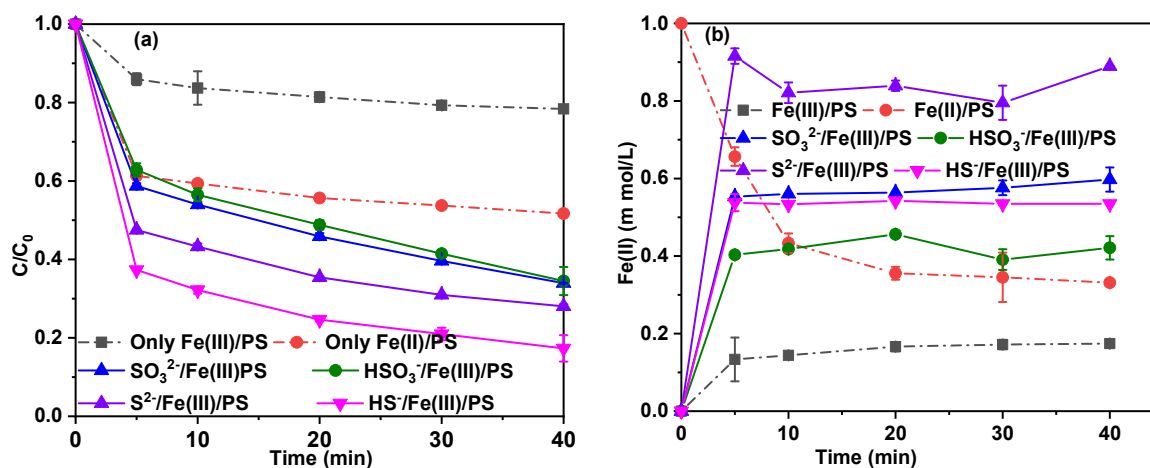 (a)
C/C₀
1.0
0.8
0.6
0.4
0.2
0.0
Only Fe(III)/PS Only Fe(II)/PS
SO₃²⁻/Fe(III)PS HSO₃⁻/Fe(III)/PS
S²⁻/Fe(III)/PS HS⁻/Fe(III)/PS
0 10 20 30 40
Time (min)
(b)
Fe(II) (m mol/L)
1.0
0.8
0.6
0.4
0.2
0.0
Fe(III)/PS Fe(II)/PS
SO₃²⁻/Fe(III)/PS HSO₃⁻/Fe(III)/PS
S²⁻/Fe(III)/PS HS⁻/Fe(III)/PS
0 10 20 30 40
Time (min)